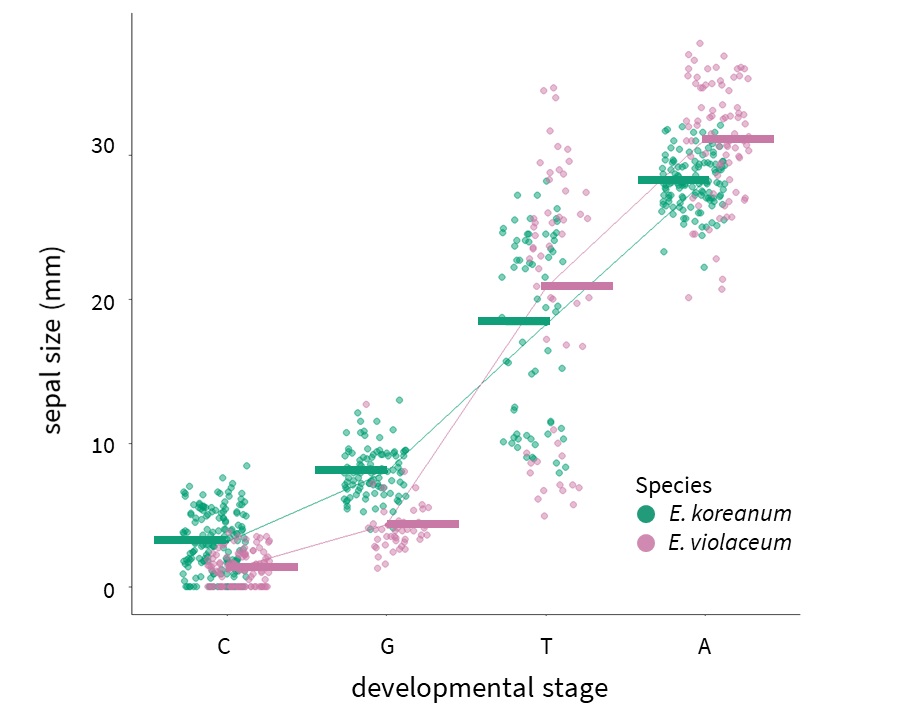 sepal size (mm)
30
20
10
0
C G T A
developmental stage
Species
E. koreanum
E. violaceum